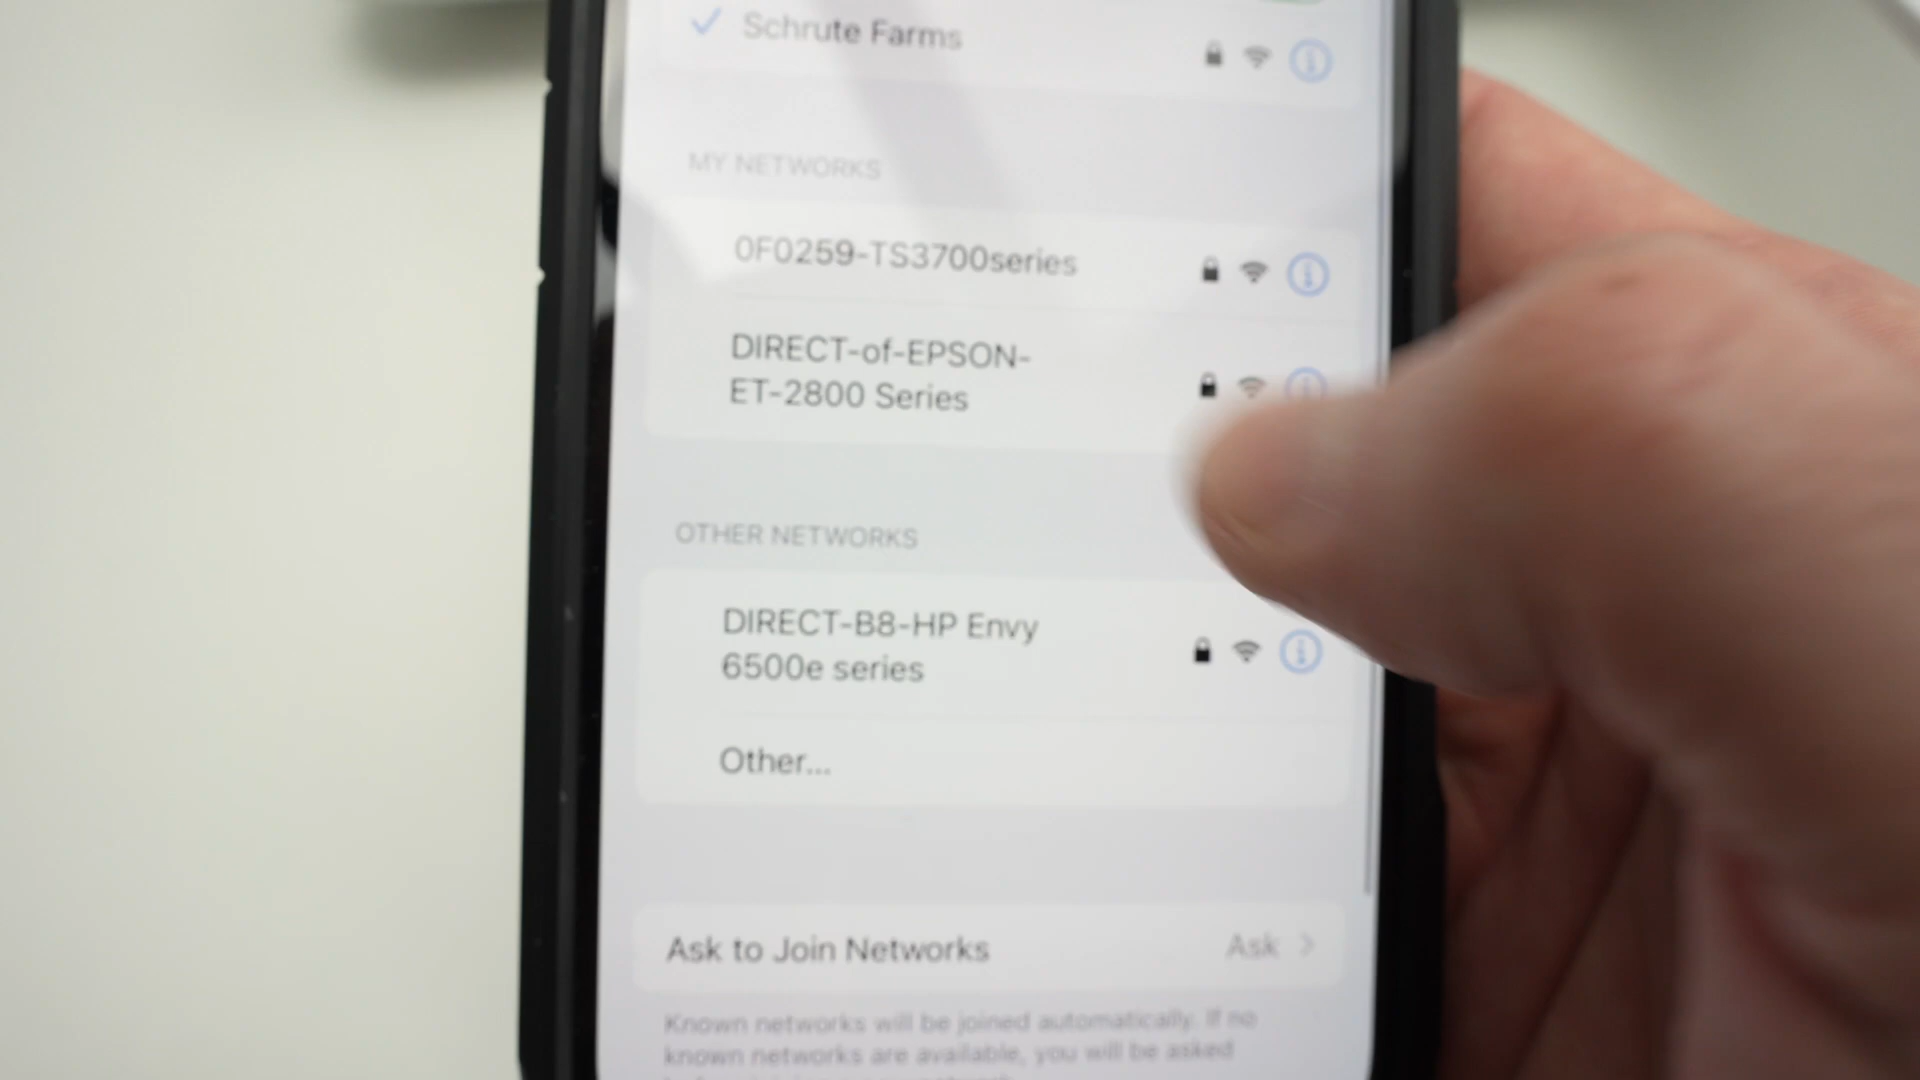 Schrute Farms
MY NETWORKS
0F0259-TS3700series
DIRECT-of-EPSON-
ET-2800 Series
OTHER NETWORKS
DIRECT-B8-HP Envy
6500e series
Other...
Ask to Join Networks
Ask
Known networks will be joined automatically. If no
known networks are available, you will be asked